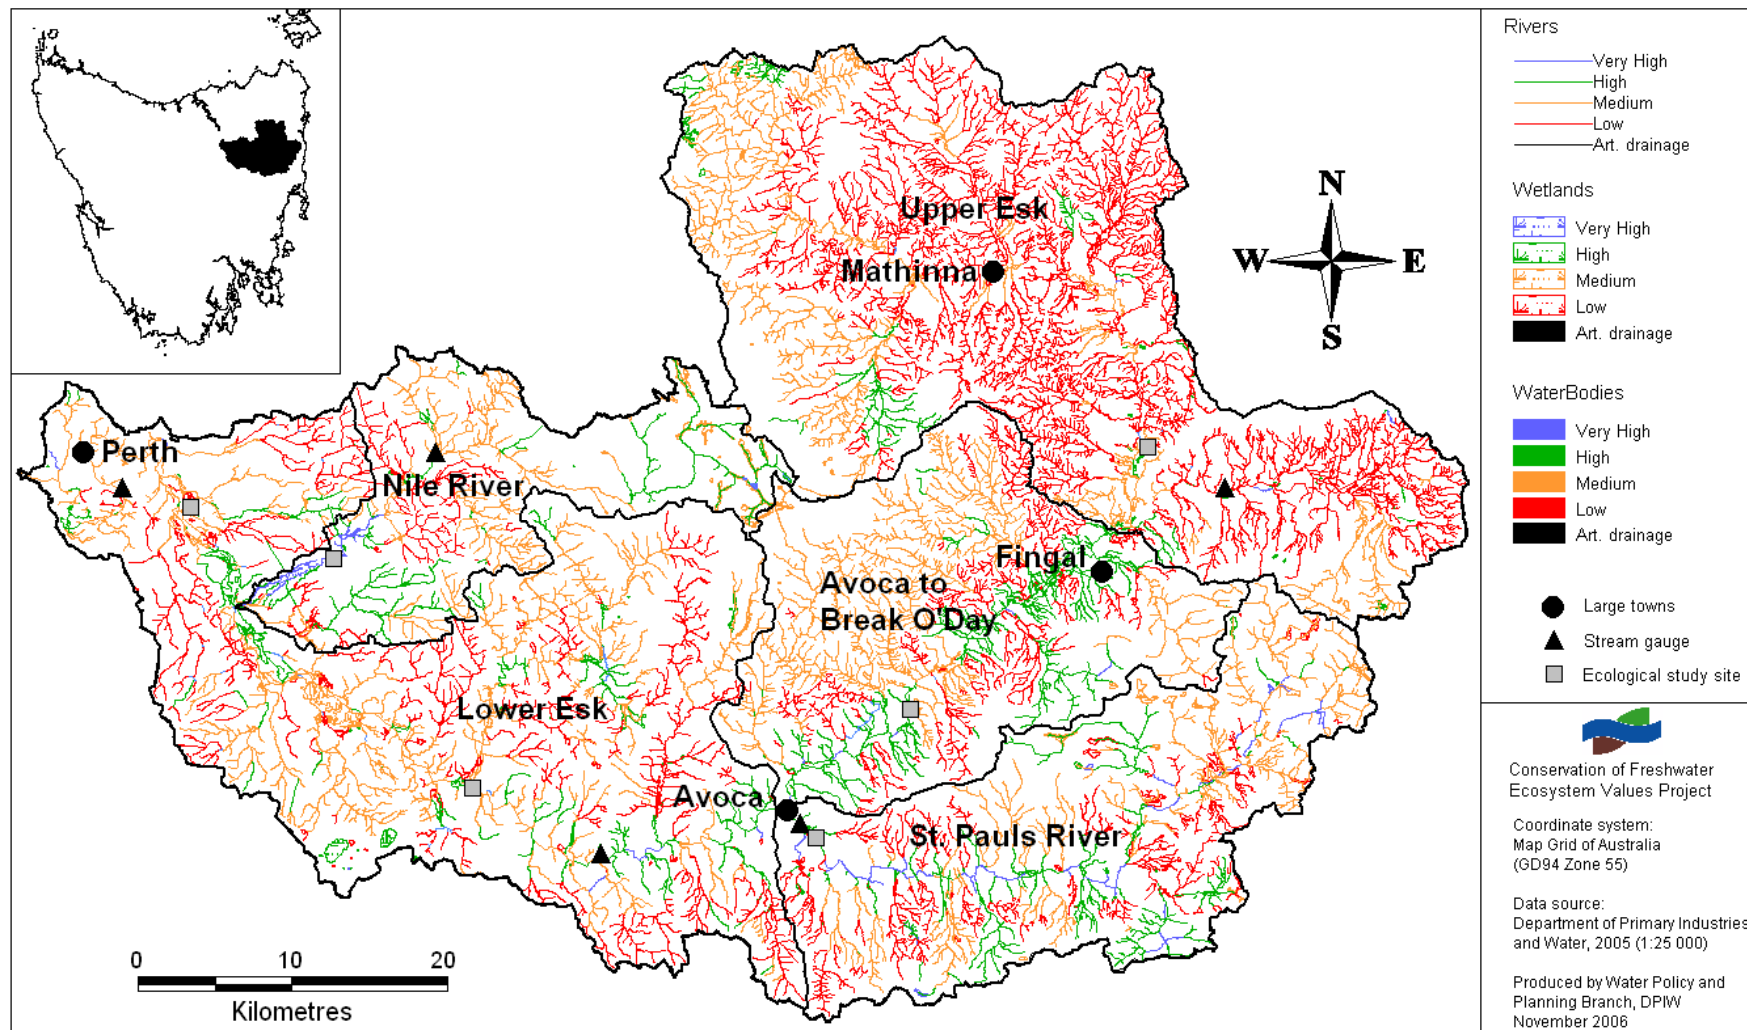 Upper Esk
Mathinna
N
W
E
S
Perth
Nile River
Fingal
Avoca to
Break O'Day
Lower Esk
Avoca
St. Pauls River
0
10
20
Kilometres
Rivers
Very High
High
Medium
Low
Art. drainage
Wetlands
Very High
High
Medium
Low
Art. drainage
WaterBodies
Very High
High
Medium
Low
Art. drainage
Large towns
Stream gauge
Ecological study site
Conservation of Freshwater
Ecosystem Values Project
Coordinate system:
Map Grid of Australia
(GD94 Zone 55)
Data source:
Department of Primary Industries
and Water, 2005 (1:25 000)
Produced by Water Policy and
Planning Branch, DPIW
November 2006